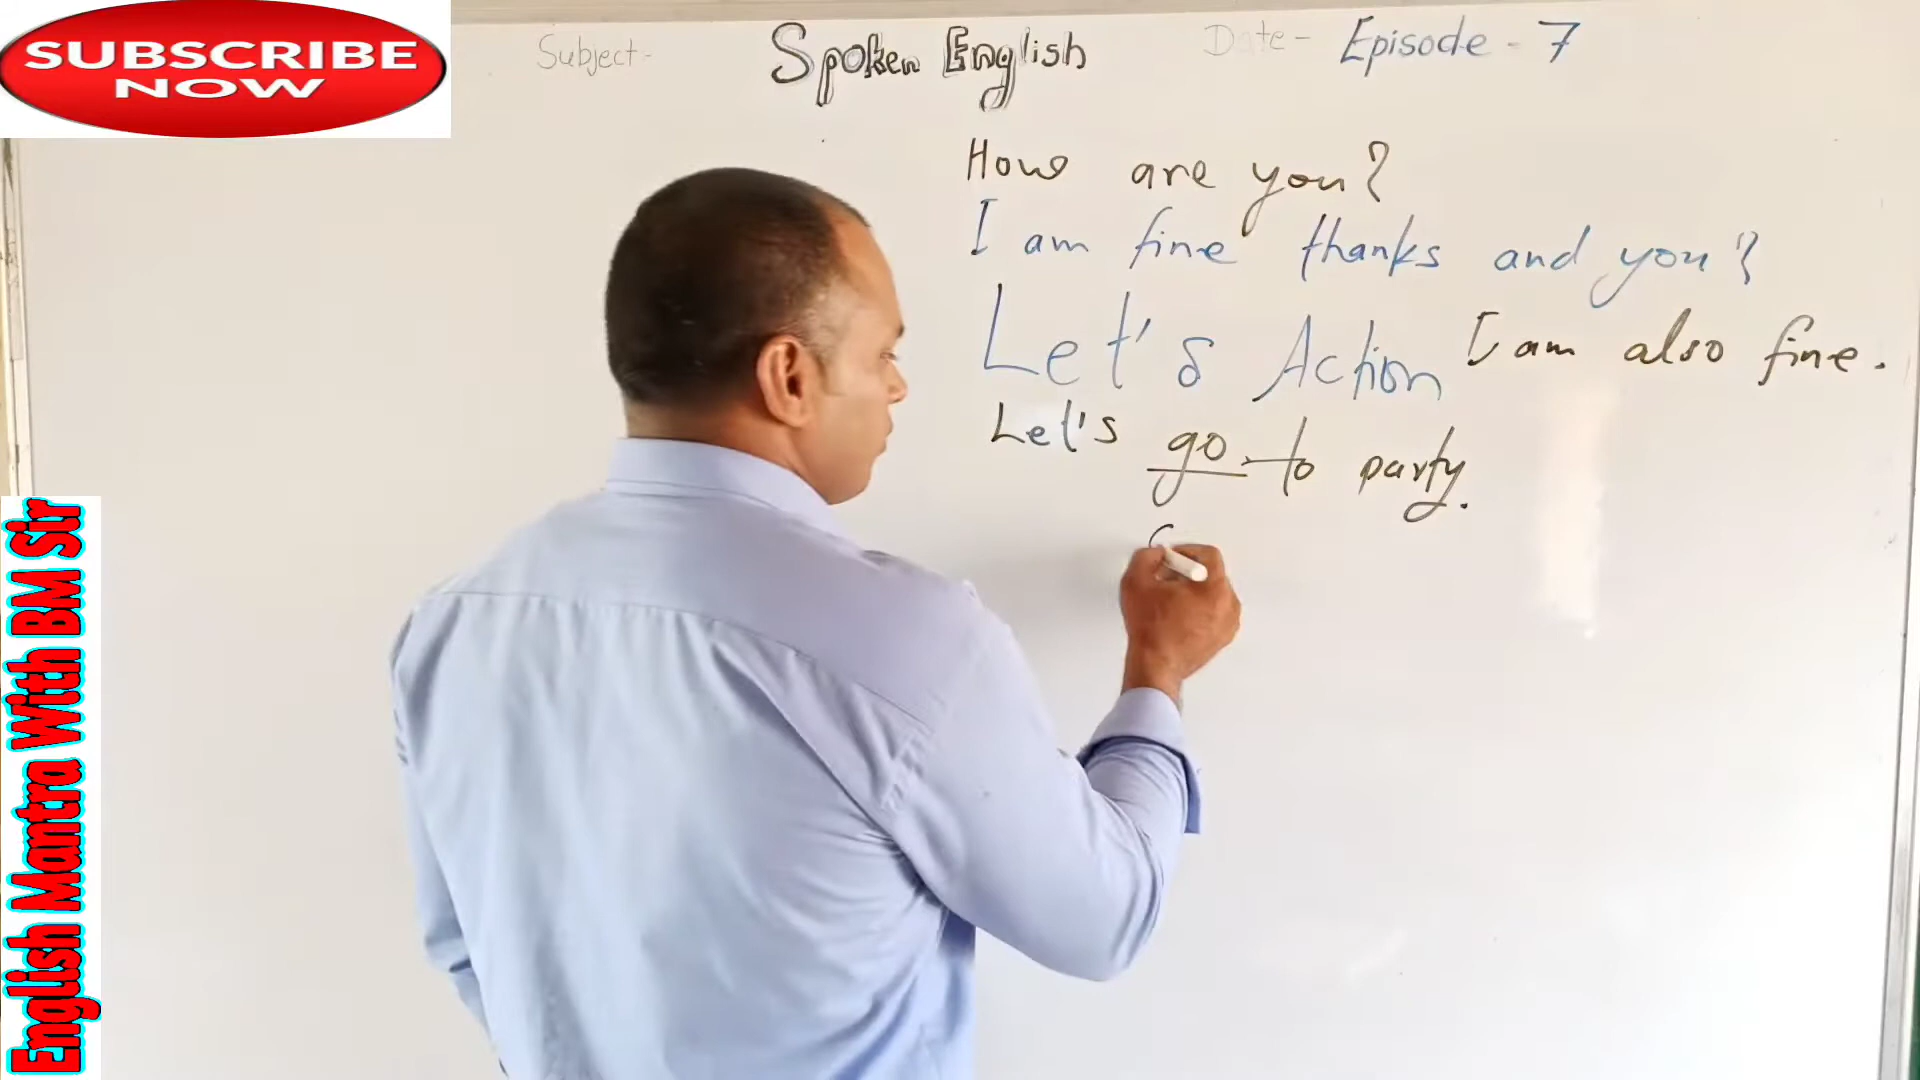 SUBSCRIBE
NOW
Subject- Spoken English Date- Episode - 7
How are you?
I am fine thanks and you?
Let's Action I am also fine.
Let's go to party.
English Mantra With BM Sir